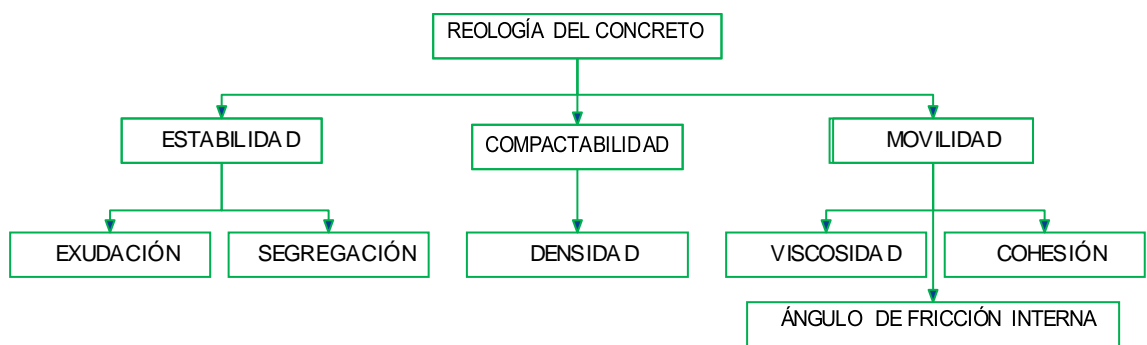 REOLOGÍA DEL CONCRETO
ESTABILIDAD
COMPACTABILIDAD
MOVILIDAD
EXUDACIÓN
SEGREGACIÓN
DENSIDAD
VISCOSIDAD
COHESIÓN
ÁNGULO DE FRICCIÓN INTERNA